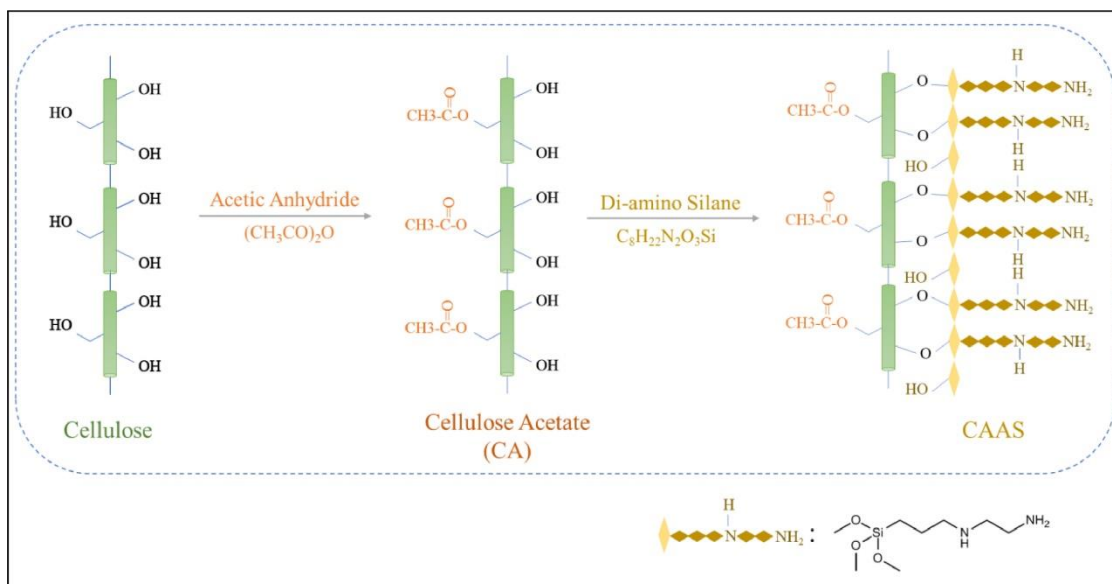 OH
HO
OH
OH
HO
OH
OH
HO
OH
Cellulose
Acetic Anhydride
(CH3CO)2O
O
CH3-C-O
OH
OH
O
CH3-C-O
OH
OH
O
CH3-C-O
OH
OH
Cellulose Acetate
(CA)
Di-amino Silane
C8H22N2O3Si
O
CH3-C-O
O
O
HO
H
N
NH2
N
NH2
H
O
CH3-C-O
O
O
HO
H
N
NH2
N
NH2
H
O
CH3-C-O
O
O
HO
H
N
NH2
N
NH2
H
CAAS
H
N
NH2
:
O
Si
O
O
N
H
NH2